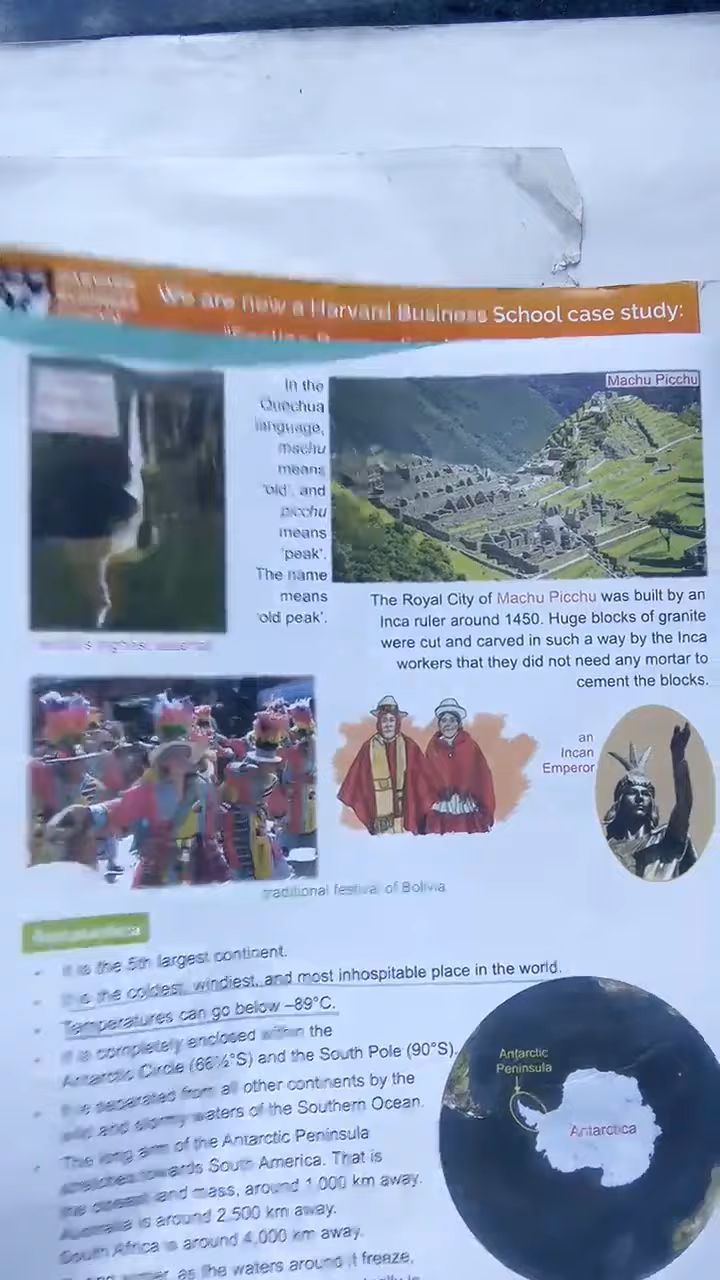 We are now a Harvard Business School case study:
In the
Quechua
language,
machu
means
'old', and
picchu
means
'peak'.
The name
means
'old peak'.
Machu Picchu
The Royal City of Machu Picchu was built by an
Inca ruler around 1450. Huge blocks of granite
were cut and carved in such a way by the Inca
workers that they did not need any mortar to
cement the blocks.
an
Incan
Emperor
traditional festival of Bolivia
Antarctica
• It is the 5th largest continent.
• It is the coldest, windiest, and most inhospitable place in the world.
• Temperatures can go below –89°C.
• It is completely enclosed within the
Antarctic Circle (66½°S) and the South Pole (90°S).
• It is separated from all other continents by the
wild and stormy waters of the Southern Ocean.
• The long arm of the Antarctic Peninsula
stretches towards South America. That is
the closest land mass, around 1,000 km away.
Australia is around 2,500 km away.
South Africa is around 4,000 km away.
as the waters around it freeze,
Antarctic
Peninsula
Antarctica